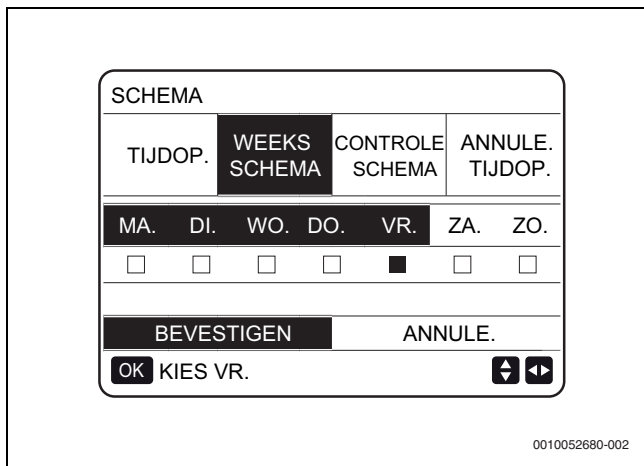 SCHEMA
TIJDOP. WEEKS SCHEMA CONTROLE SCHEMA ANNULE. TIJDOP.
MA. DI. WO. DO. VR. ZA. ZO.
BEVESTIGEN ANNULE.
OK KIES VR.
0010052680-002